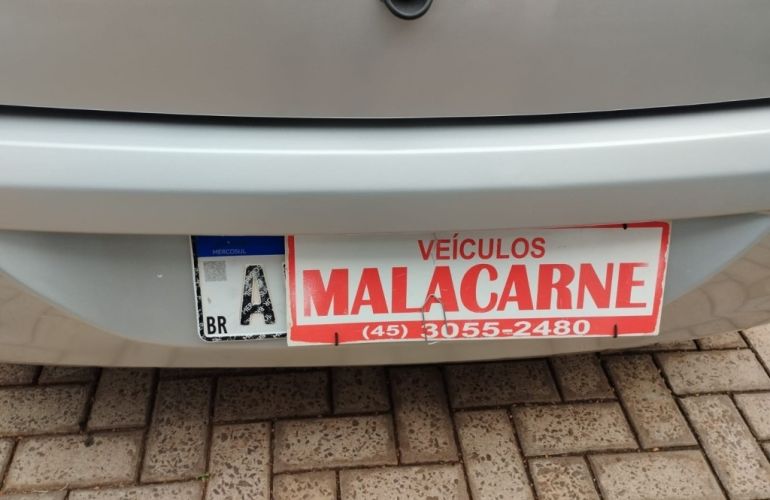 MERCOSUL
BR A
VEÍCULOS
MALACARNE
(45) 3055-2480